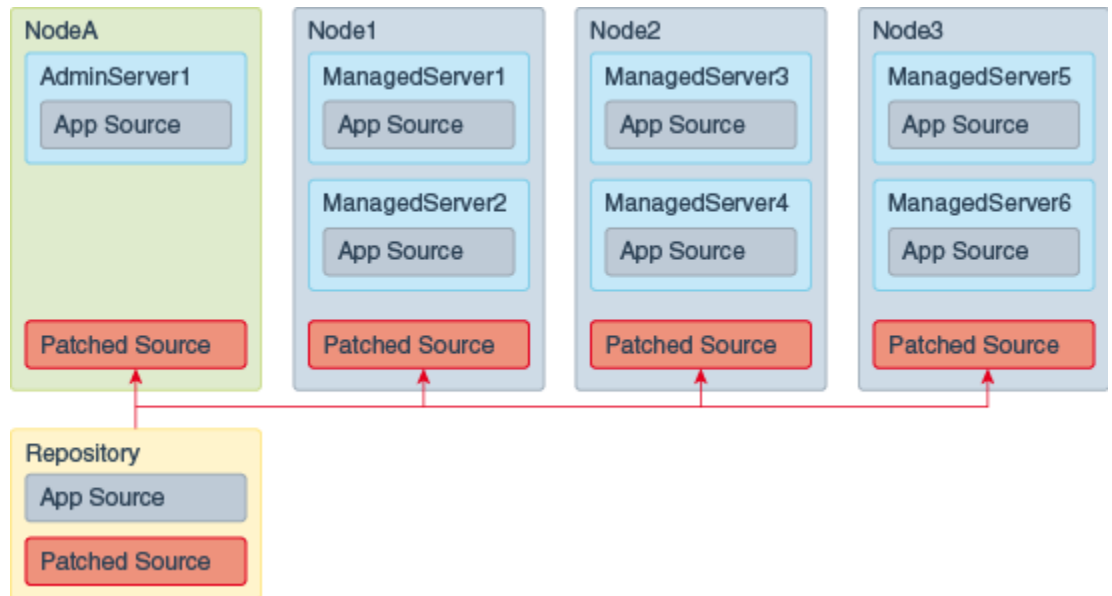 NodeA
AdminServer1
App Source
Patched Source
Node1
ManagedServer1
App Source
ManagedServer2
App Source
Patched Source
Node2
ManagedServer3
App Source
ManagedServer4
App Source
Patched Source
Node3
ManagedServer5
App Source
ManagedServer6
App Source
Patched Source
Repository
App Source
Patched Source